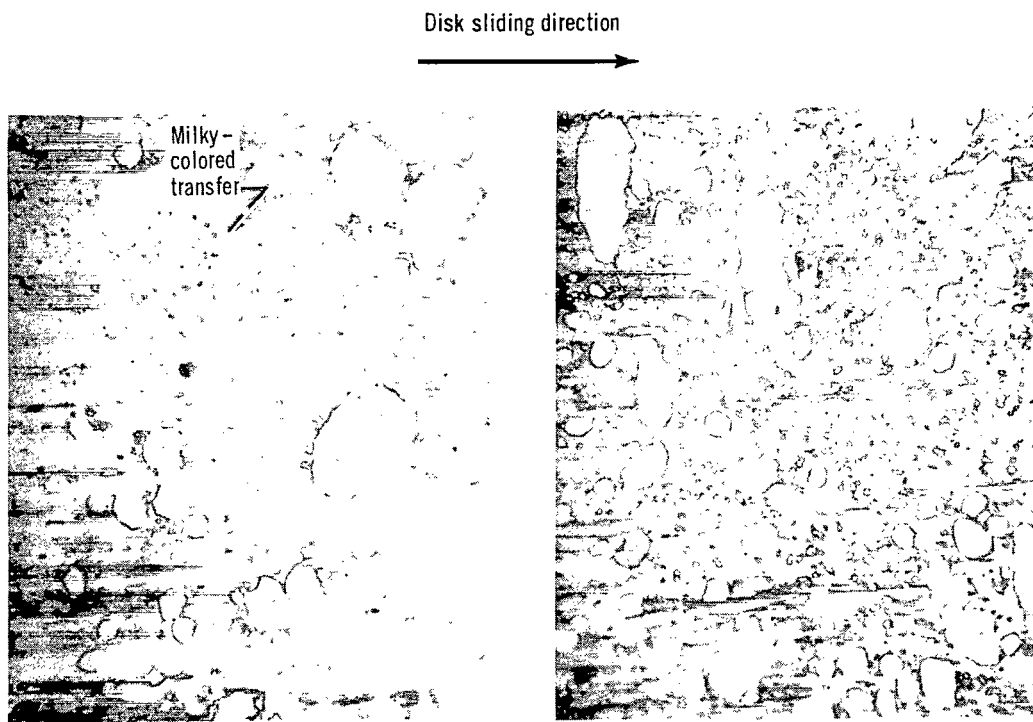 Disk sliding direction
Milky-
colored
transfer